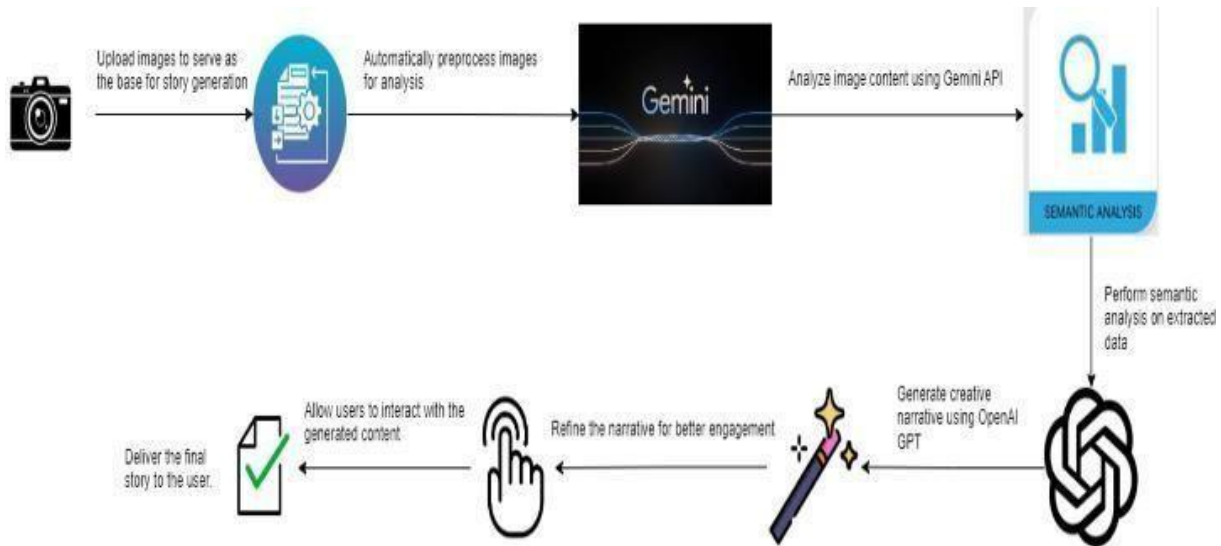 Upload images to serve as
the base for story generation
Automatically preprocess images
for analysis
Gemini
Analyze image content using Gemini API
SEMANTIC ANALYSIS
Perform semantic
analysis on extracted
data
Generate creative
narrative using OpenAI
GPT
Refine the narrative for better engagement
Allow users to interact with the
generated content
Deliver the final
story to the user.